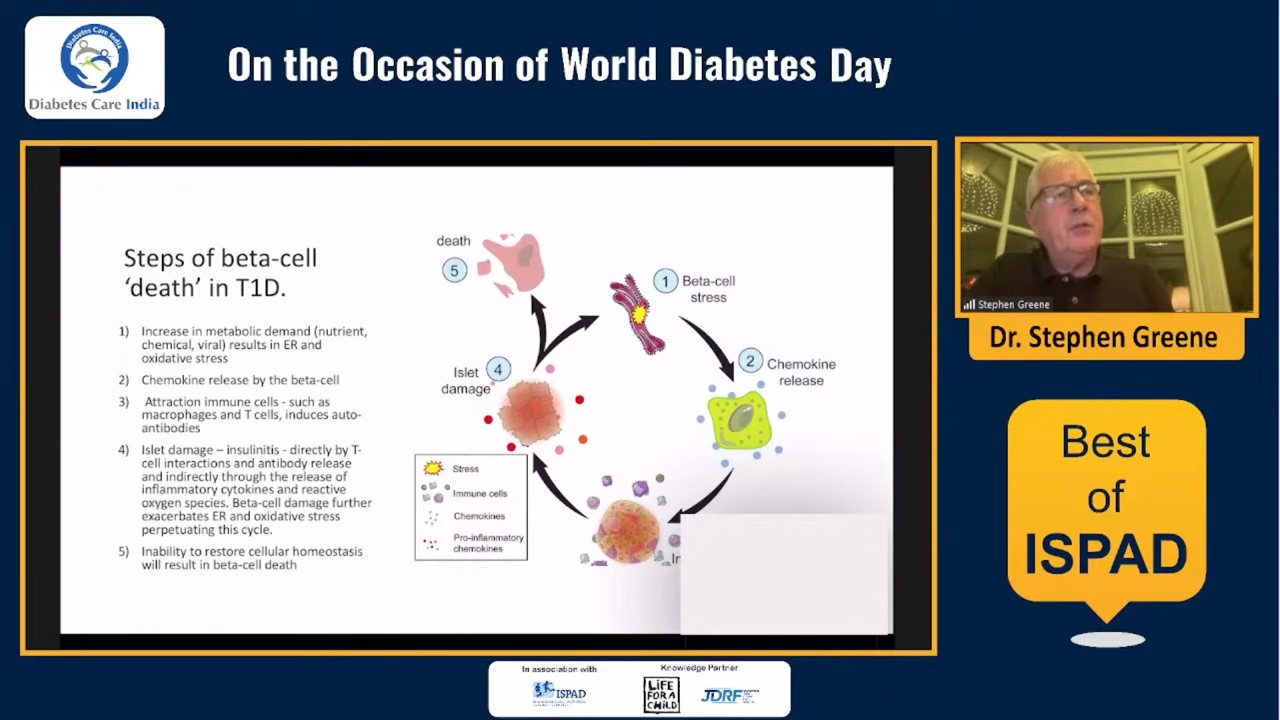 Diabetes Care India
Diabetes Care India
On the Occasion of World Diabetes Day
Steps of beta-cell
‘death’ in T1D.
1) Increase in metabolic demand (nutrient,
chemical, viral) results in ER and
oxidative stress
2) Chemokine release by the beta-cell
3) Attraction immune cells - such as
macrophages and T cells, induces auto-
antibodies
4) Islet damage – insulinitis - directly by T-
cell interactions and antibody release
and indirectly through the release of
inflammatory cytokines and reactive
oxygen species. Beta-cell damage further
exacerbates ER and oxidative stress
perpetuating this cycle.
5) Inability to restore cellular homeostasis
will result in beta-cell death
death
5
1
Beta-cell
stress
2
Chemokine
release
4
Islet
damage
Stress
Immune cells
Chemokines
Pro-inflammatory
chemokines
In
Stephen Greene
Dr. Stephen Greene
Best
of
ISPAD
In association with
ISPAD
Knowledge Partner
LiFE
FOR A
CHiLD
JDRF